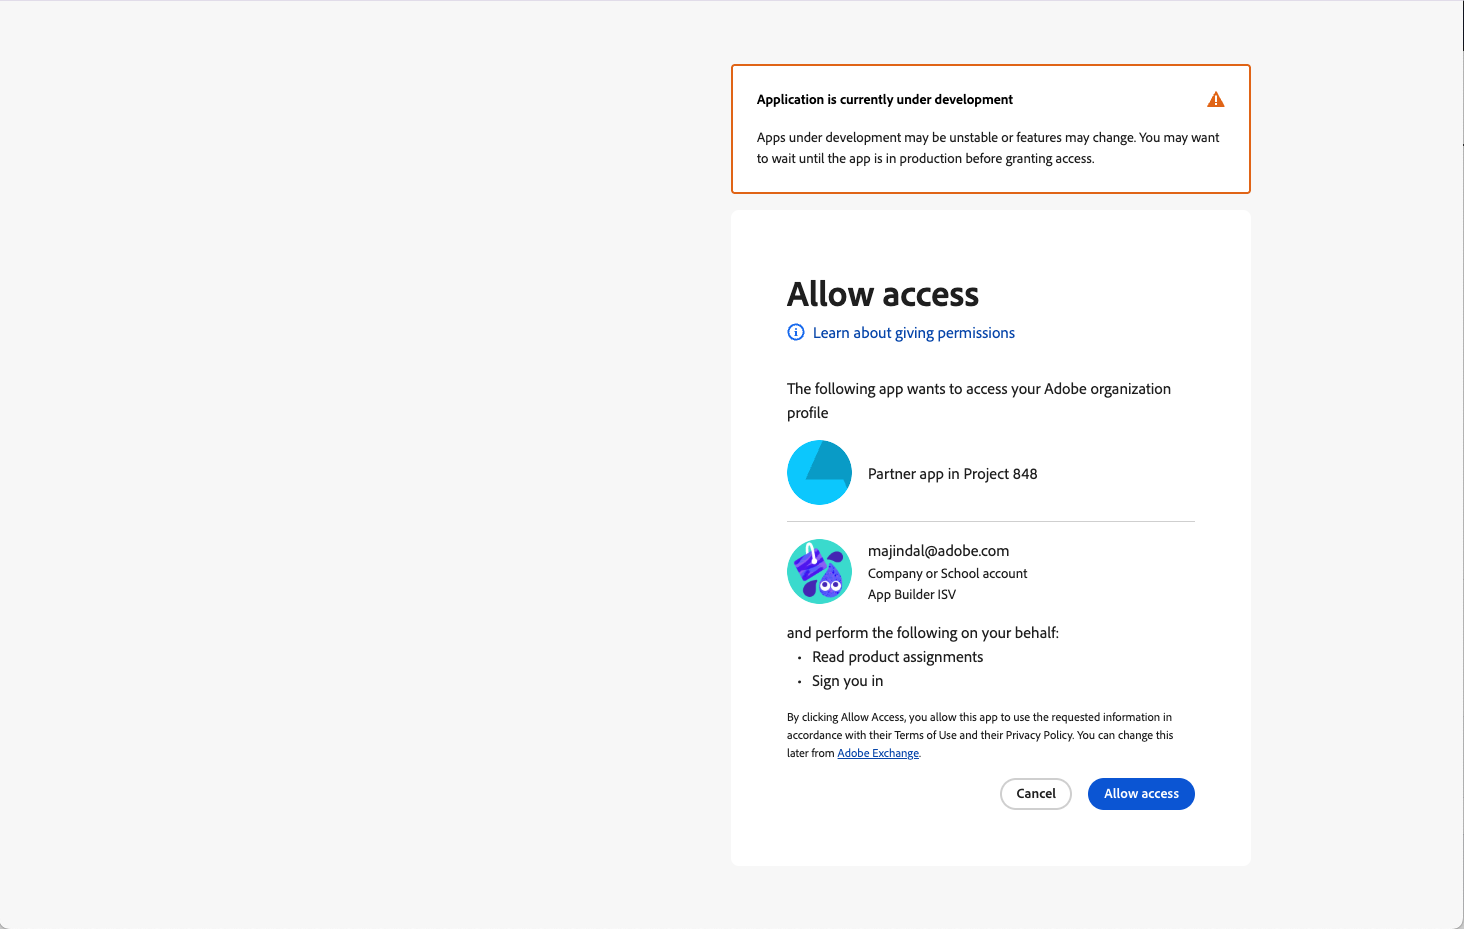 Application is currently under development
Apps under development may be unstable or features may change. You may want
to wait until the app is in production before granting access.
Allow access
Learn about giving permissions
The following app wants to access your Adobe organization
profile
Partner app in Project 848
majindal@adobe.com
Company or School account
App Builder ISV
and perform the following on your behalf:
• Read product assignments
• Sign you in
By clicking Allow Access, you allow this app to use the requested information in
accordance with their Terms of Use and their Privacy Policy. You can change this
later from Adobe Exchange.
Cancel
Allow access